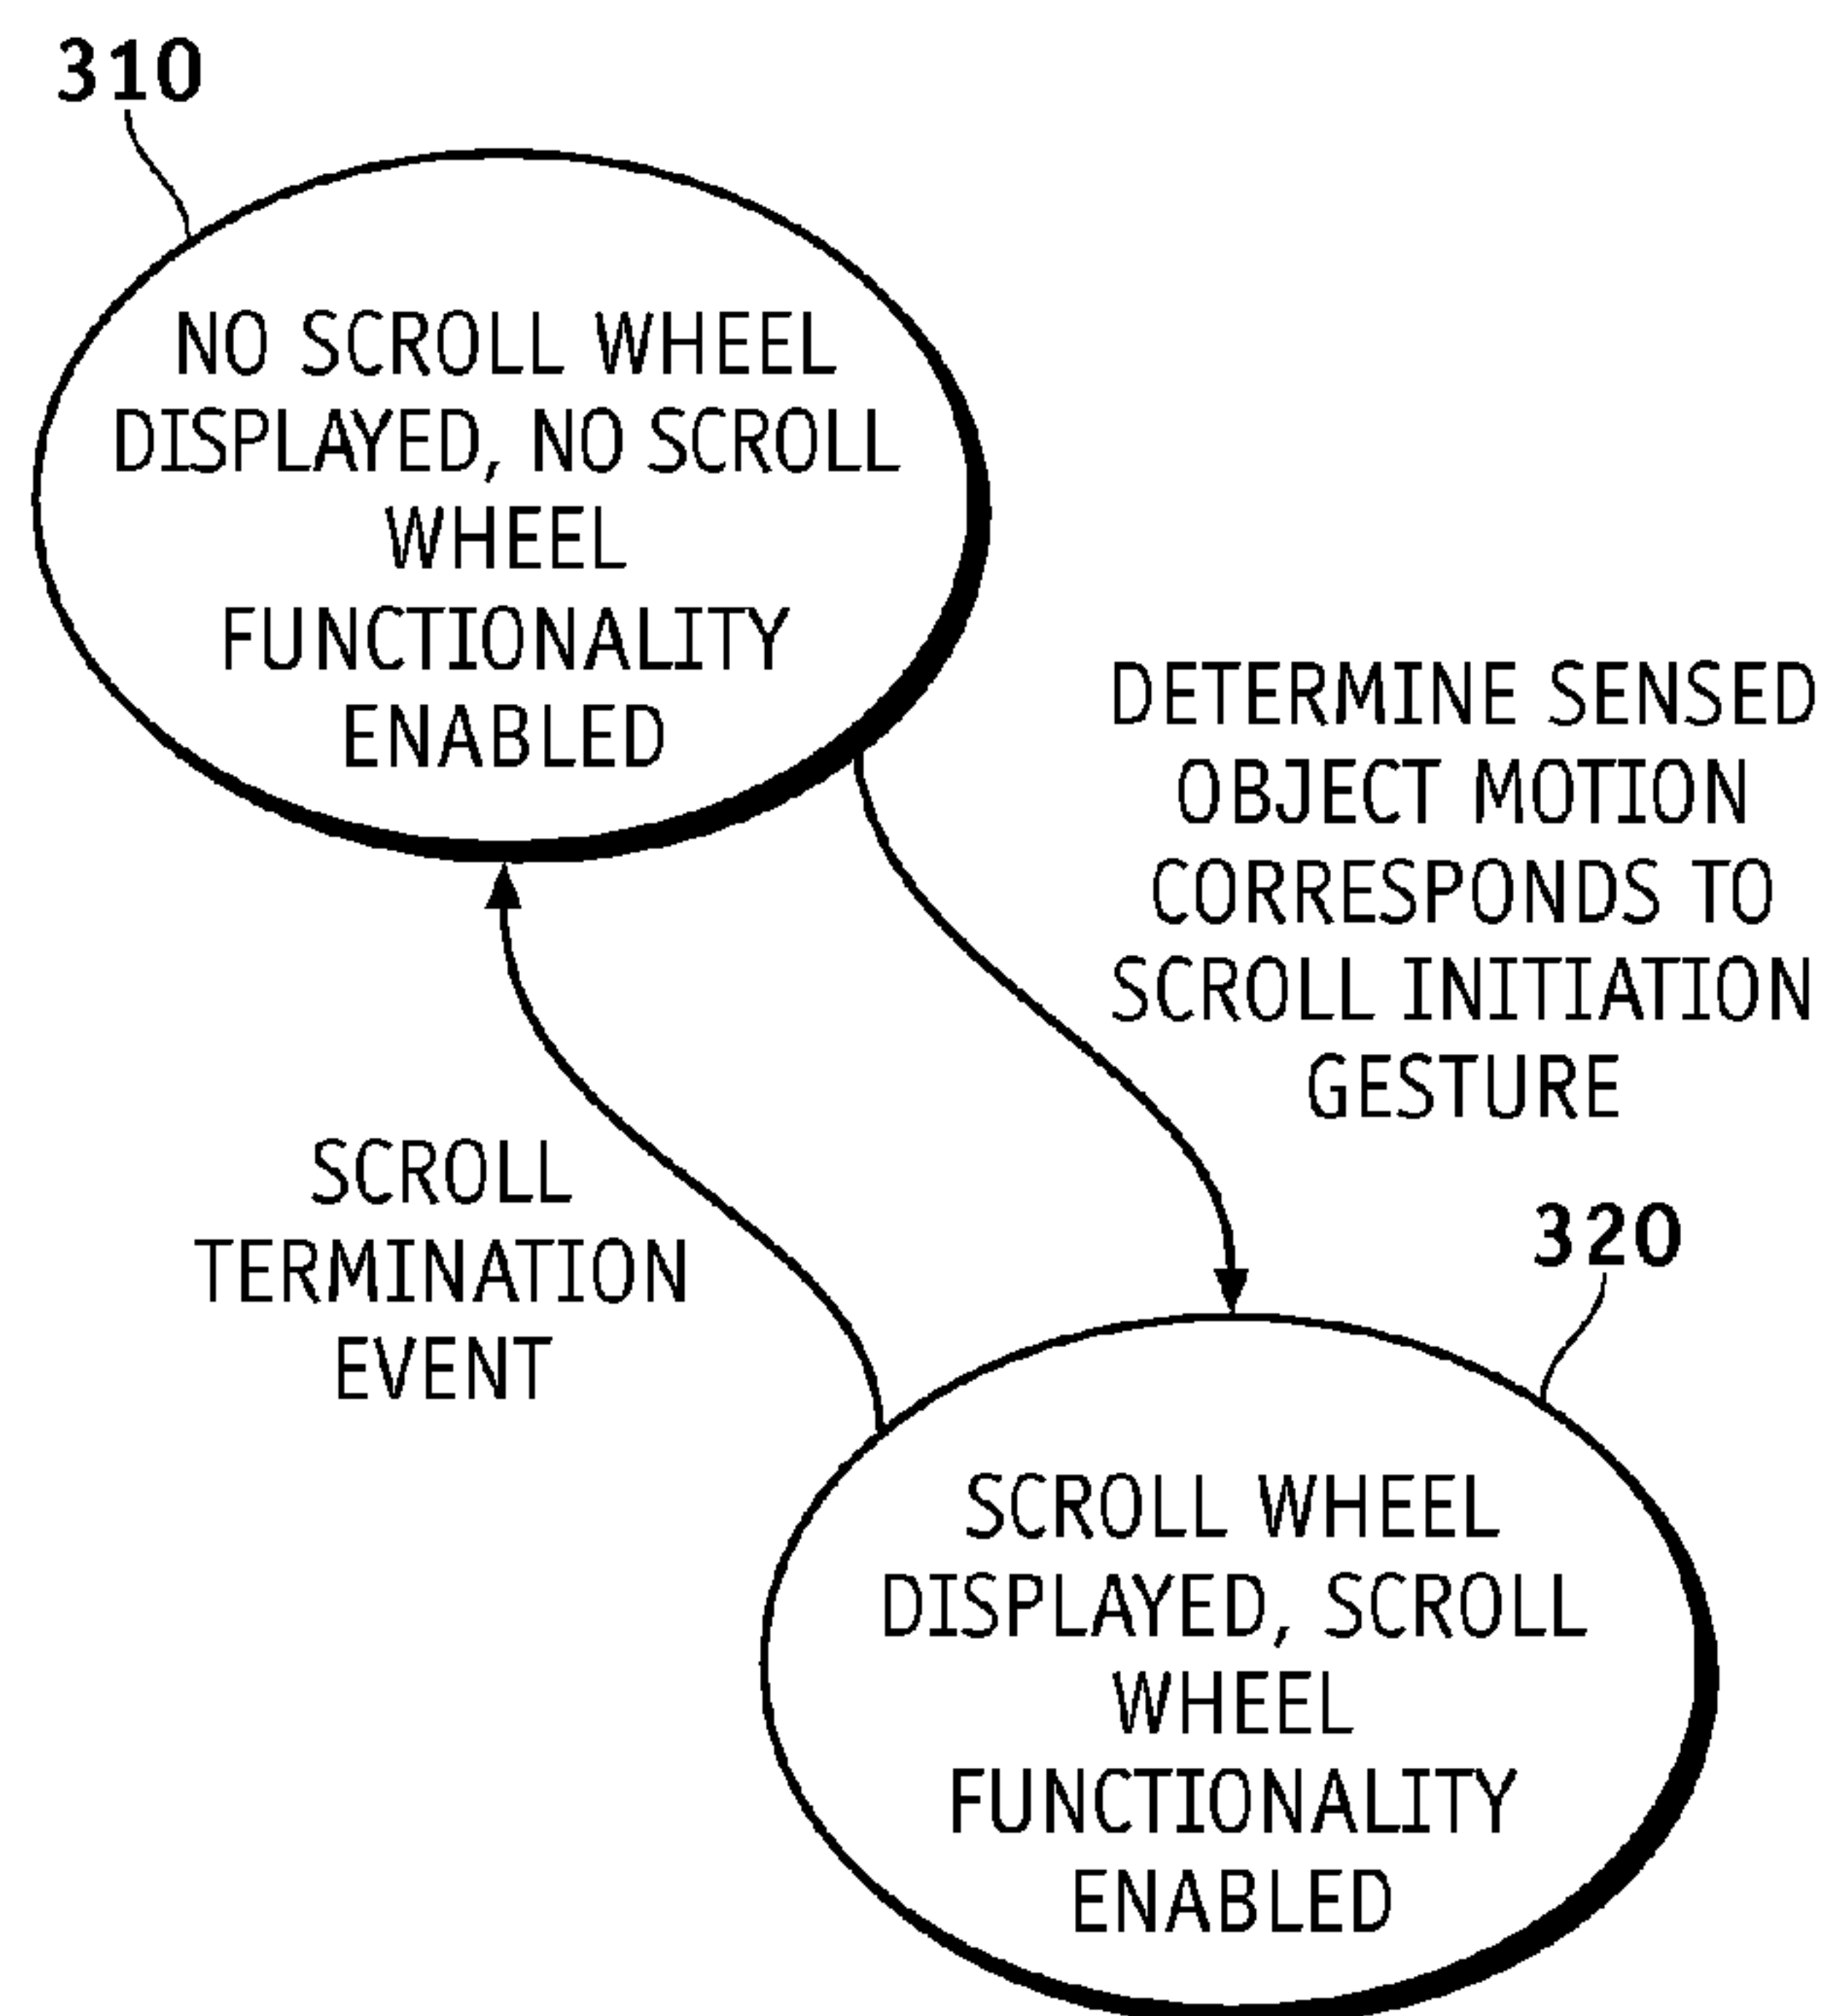 310
NO SCROLL WHEEL
DISPLAYED, NO SCROLL
WHEEL
FUNCTIONALITY
ENABLED
DETERMINE SENSED
OBJECT MOTION
CORRESPONDS TO
SCROLL INITIATION
GESTURE
SCROLL
TERMINATION
EVENT
320
SCROLL WHEEL
DISPLAYED, SCROLL
WHEEL
FUNCTIONALITY
ENABLED